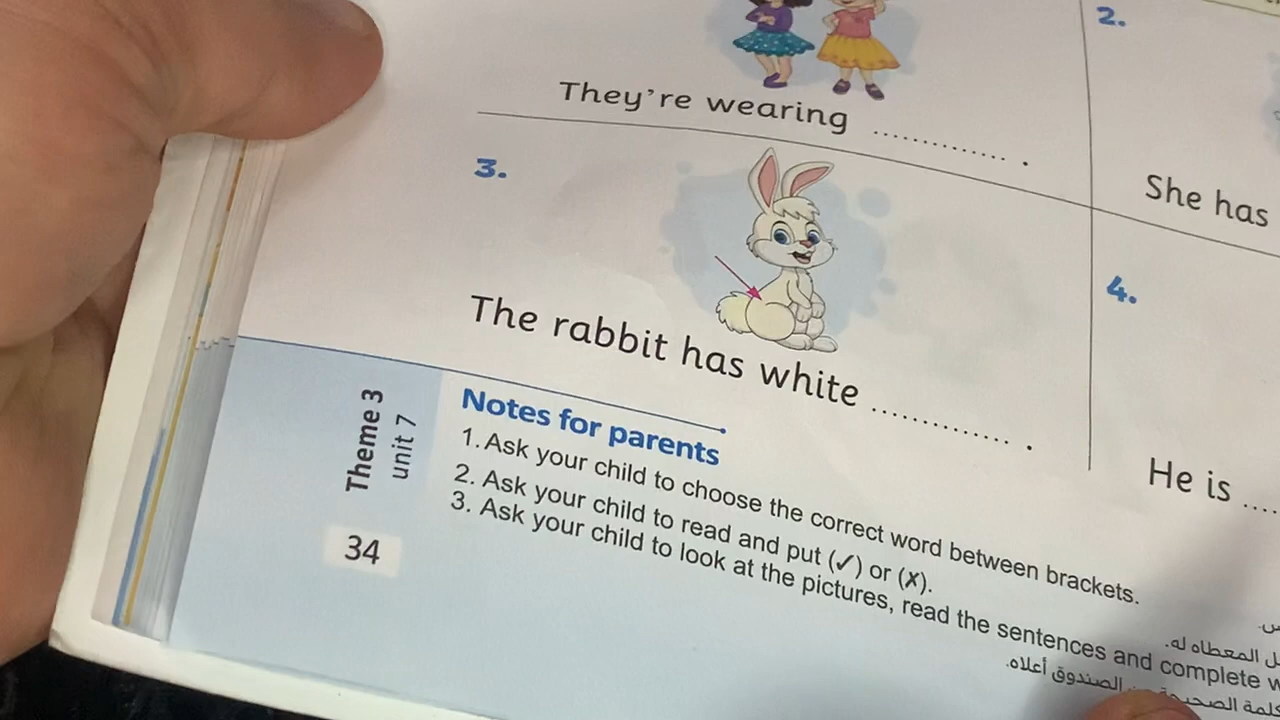 2.
They're wearing .............. .
She has
3.
4.
The rabbit has white .............. .
He is ....
Theme 3
unit 7
34
Notes for parents
1. Ask your child to choose the correct word between brackets.
2. Ask your child to read and put (✓) or (✗).
3. Ask your child to look at the pictures, read the sentences and complete
المعطاه له.
الصندوق أعلاه.